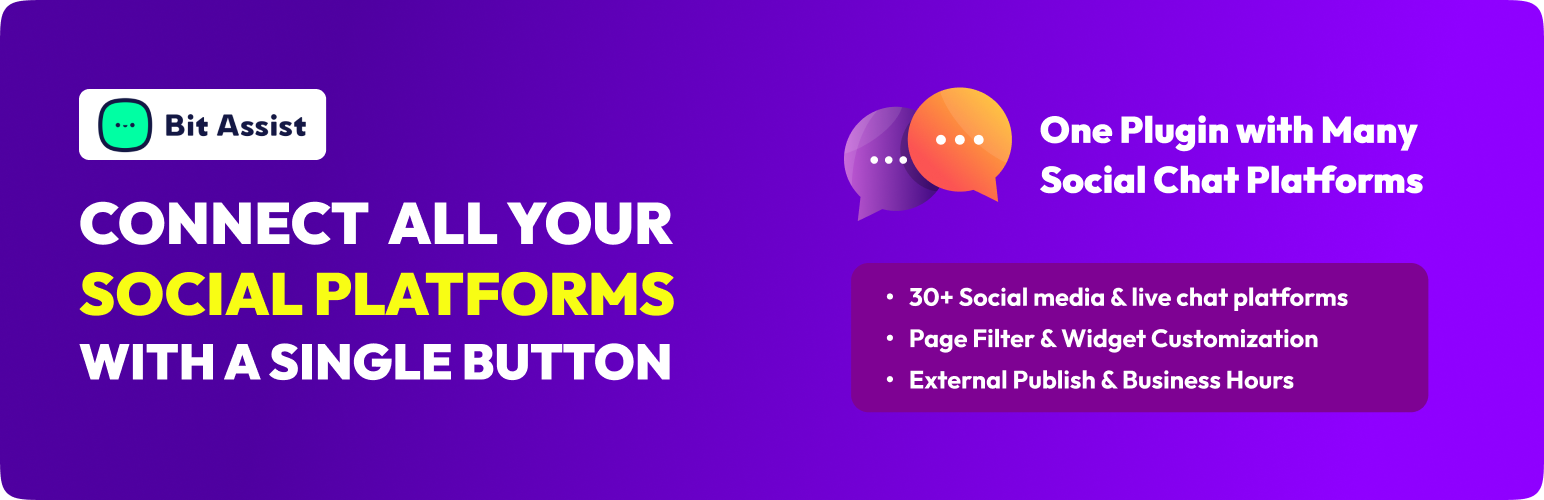 Bit Assist
CONNECT ALL YOUR
SOCIAL PLATFORMS
WITH A SINGLE BUTTON
One Plugin with Many
Social Chat Platforms
• 30+ Social media & live chat platforms
• Page Filter & Widget Customization
• External Publish & Business Hours